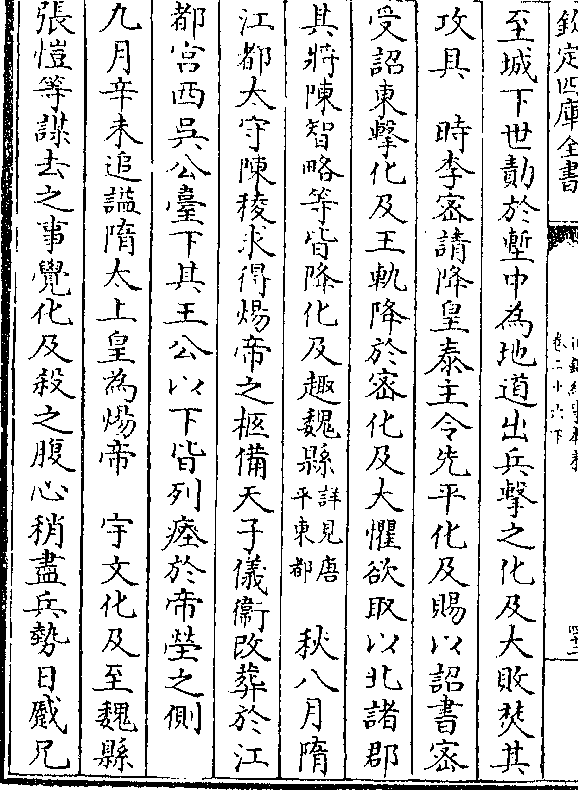 欽定四庫全書
卷二十六下
至城下世勣於塹中為地道出兵擊之化及大敗焚其
攻具　時李密請降皇泰主令先平化及賜以詔書密
受詔東擊化及王軌降於密化及大懼欲取以北諸郡
其將陳智略等皆降化及趣魏縣詳見唐平東都　秋八月隋
江都太守陳稜求得煬帝之柩備天子儀衛改葬於江
都宮西吳公臺下其王公以下皆列瘞於帝塋之側
九月辛未追諡隋太上皇為煬帝　宇文化及至魏縣
張愷等謀去之事覺化及殺之腹心稍盡兵勢日蹙兄